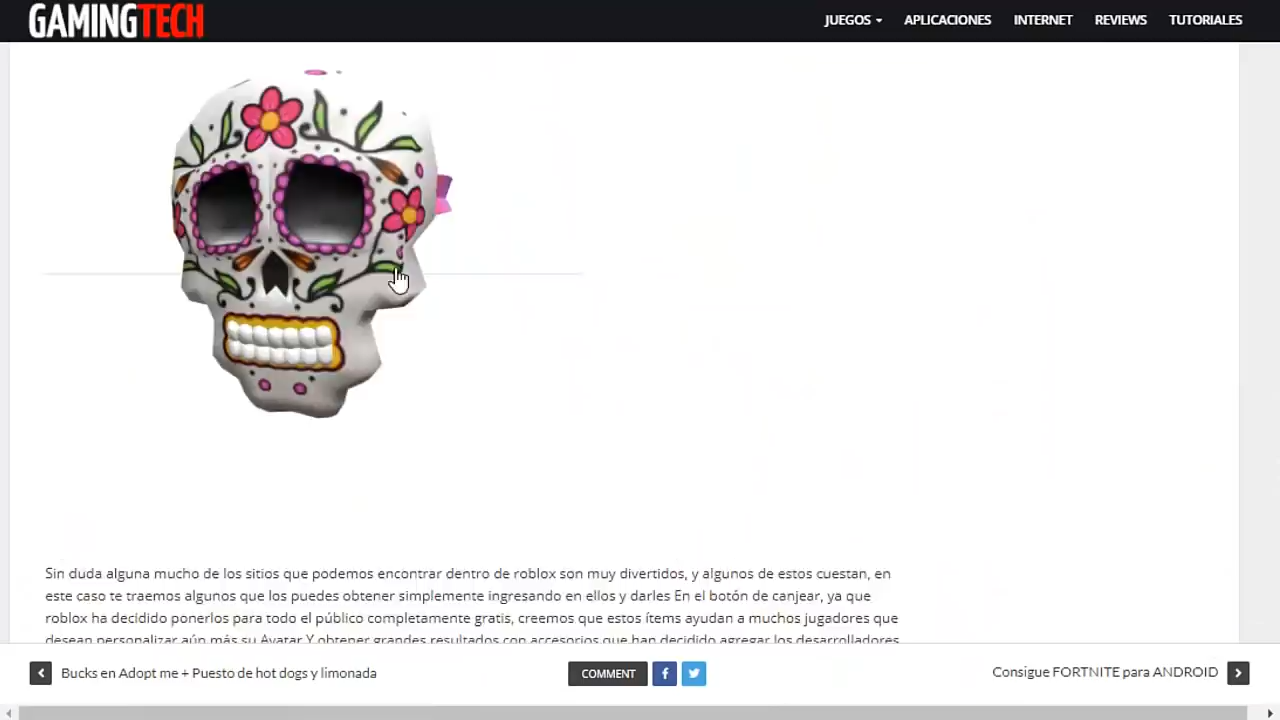 GAMINGTECH
JUEGOS APLICACIONES INTERNET REVIEWS TUTORIALES
Sin duda alguna mucho de los sitios que podemos encontrar dentro de roblox son muy divertidos, y algunos de estos cuestan, en
este caso te traemos algunos que los puedes obtener simplemente ingresando en ellos y darles En el botón de canjear, ya que
roblox ha decidido ponerlos para todo el público completamente gratis, creemos que estos ítems ayudan a muchos jugadores que
desean personalizar aún más su Avatar Y obtener grandes resultados con accesorios que han decidido agregar los desarrolladores
Bucks en Adopt me + Puesto de hot dogs y limonada
COMMENT
Consigue FORTNITE para ANDROID